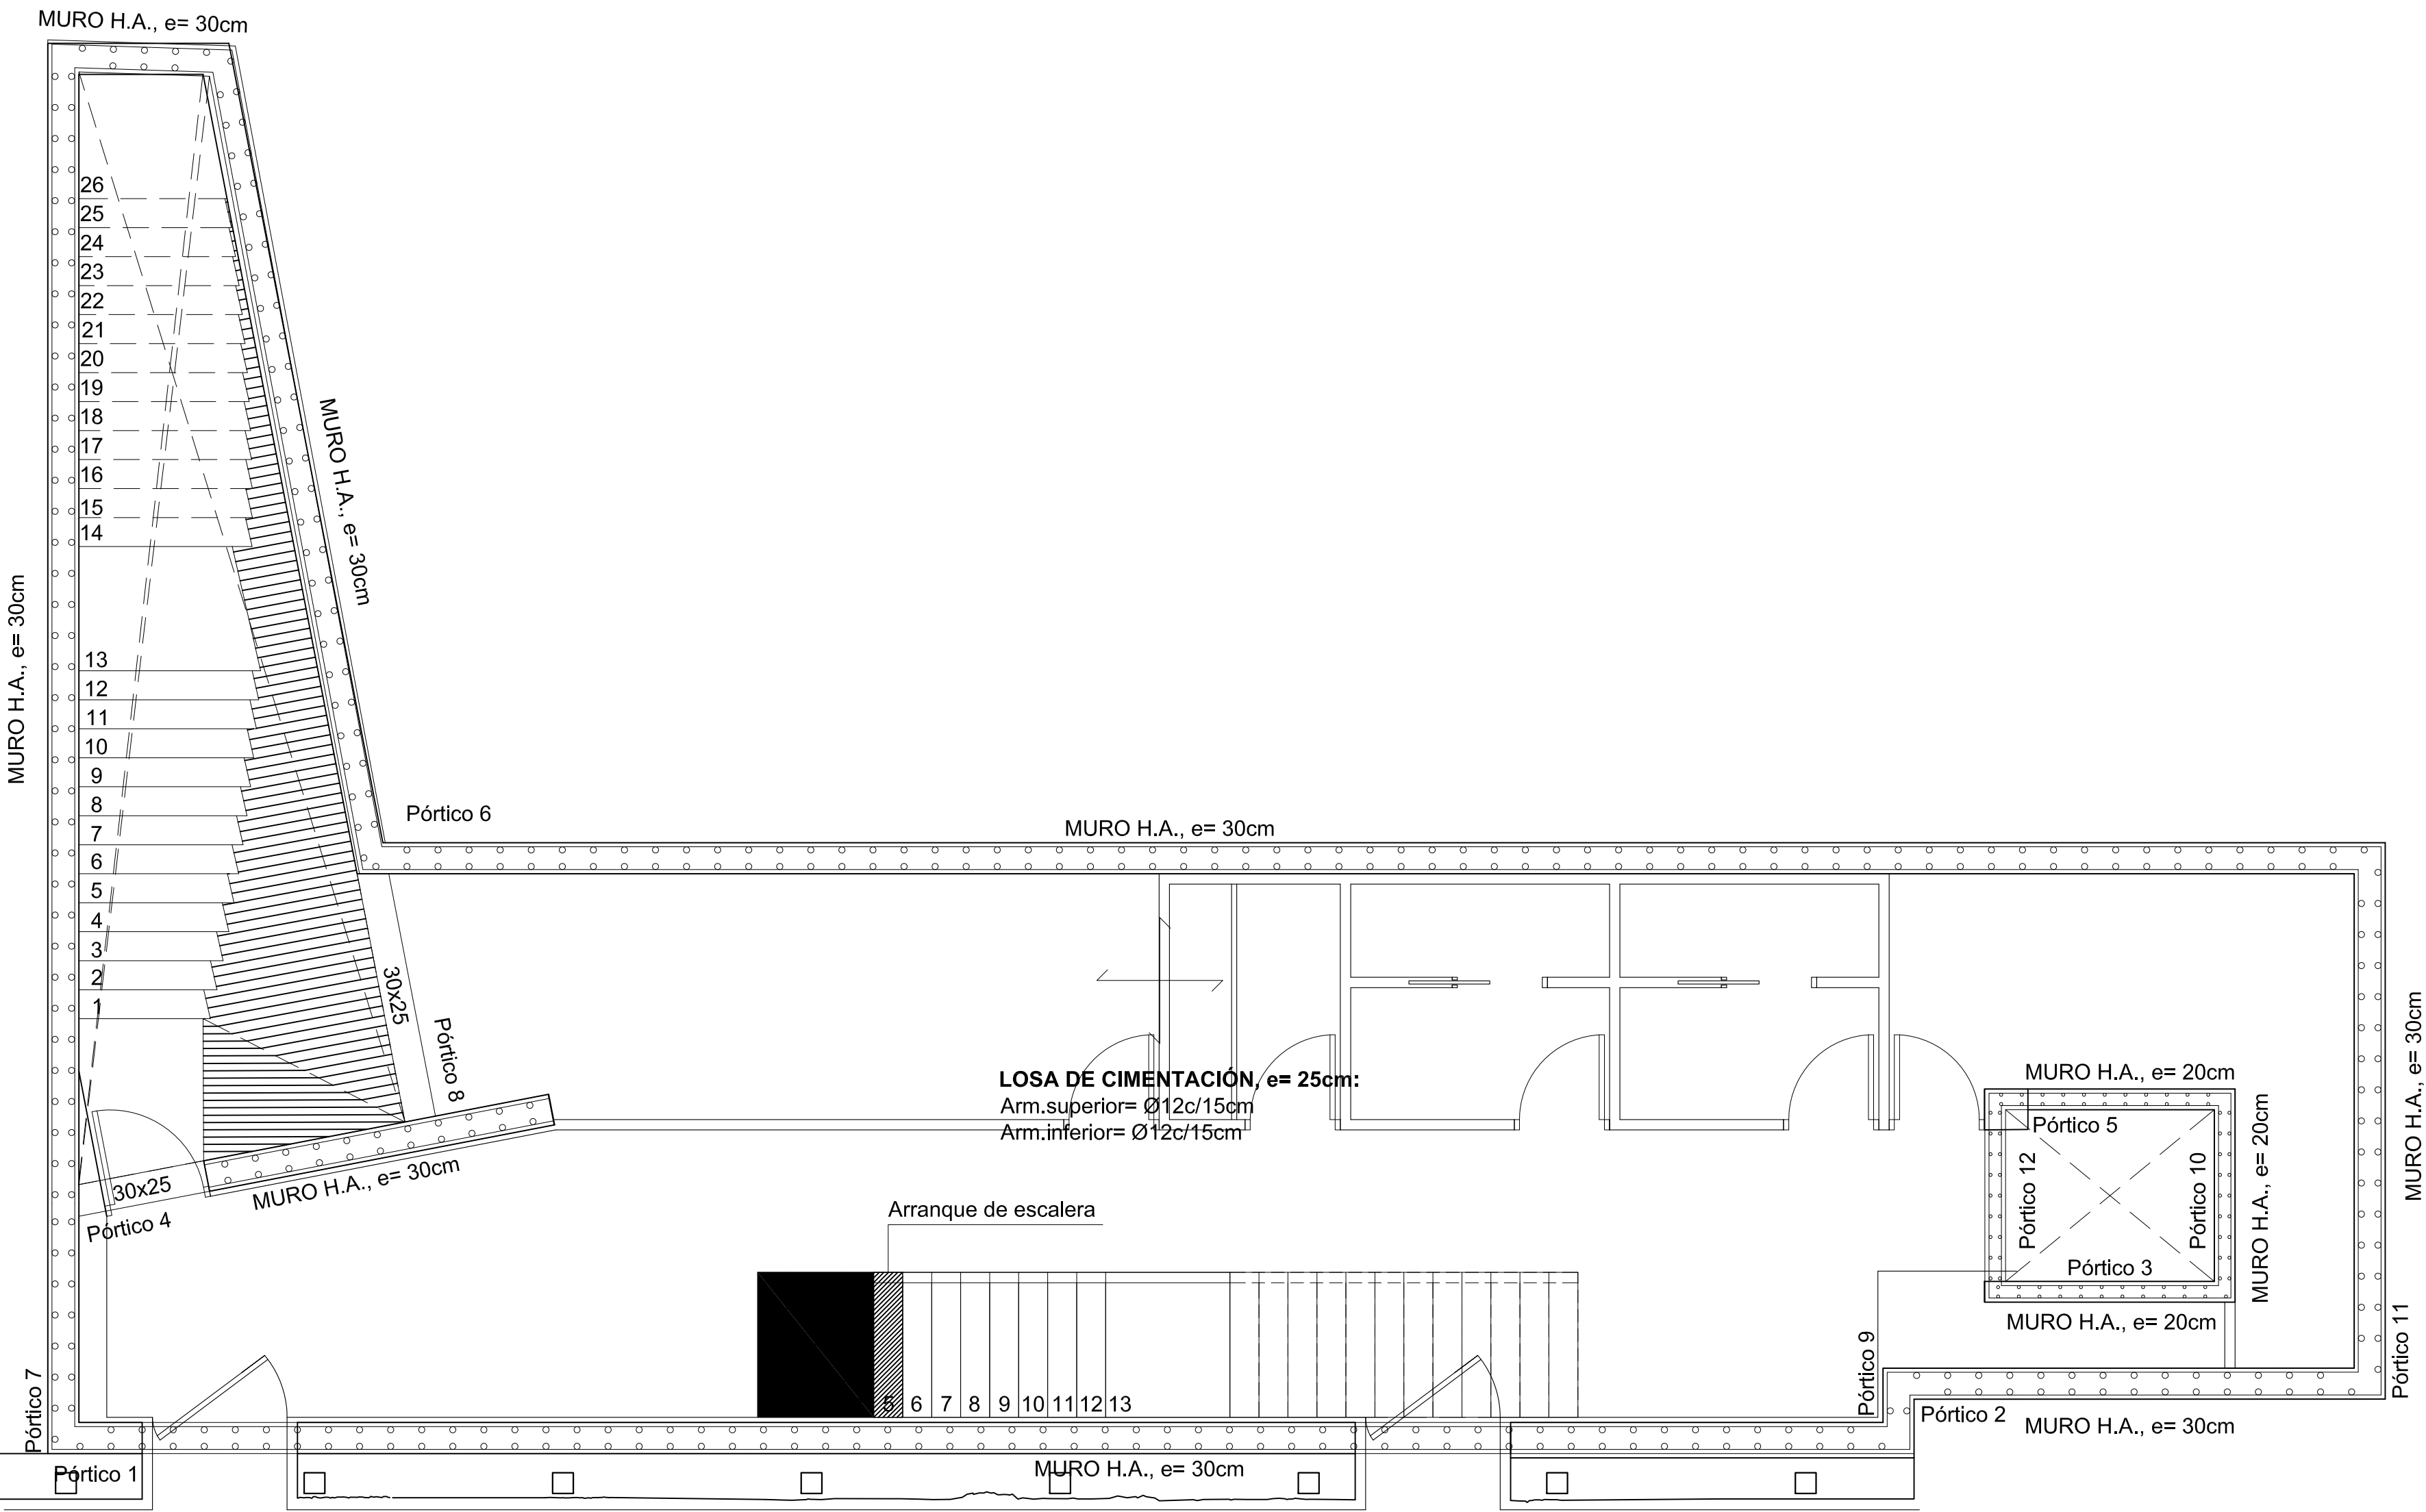 MURO H.A., e= 30cm
26
25
24
23
22
21
20
19
18
17
16
15
14
MURO H.A., e= 30cm
MURO H.A., e= 30cm
13
12
11
10
9
8
7
6
5
4
3
2
1
Pórtico 6
MURO H.A., e= 30cm
30x25
Pórtico 8
LOSA DE CIMENTACIÓN, e= 25cm:
Arm.superior= Ø12c/15cm
Arm.inferior= Ø12c/15cm
MURO H.A., e= 20cm
Pórtico 5
Pórtico 12
Pórtico 10
Pórtico 3
MURO H.A., e= 20cm
MURO H.A., e= 20cm
MURO H.A., e= 30cm
30x25
Pórtico 4
MURO H.A., e= 30cm
Arranque de escalera
5 6 7 8 9 10 11 12 13
Pórtico 7
Pórtico 9
Pórtico 11
Pórtico 2
MURO H.A., e= 30cm
Pórtico 1
MURO H.A., e= 30cm